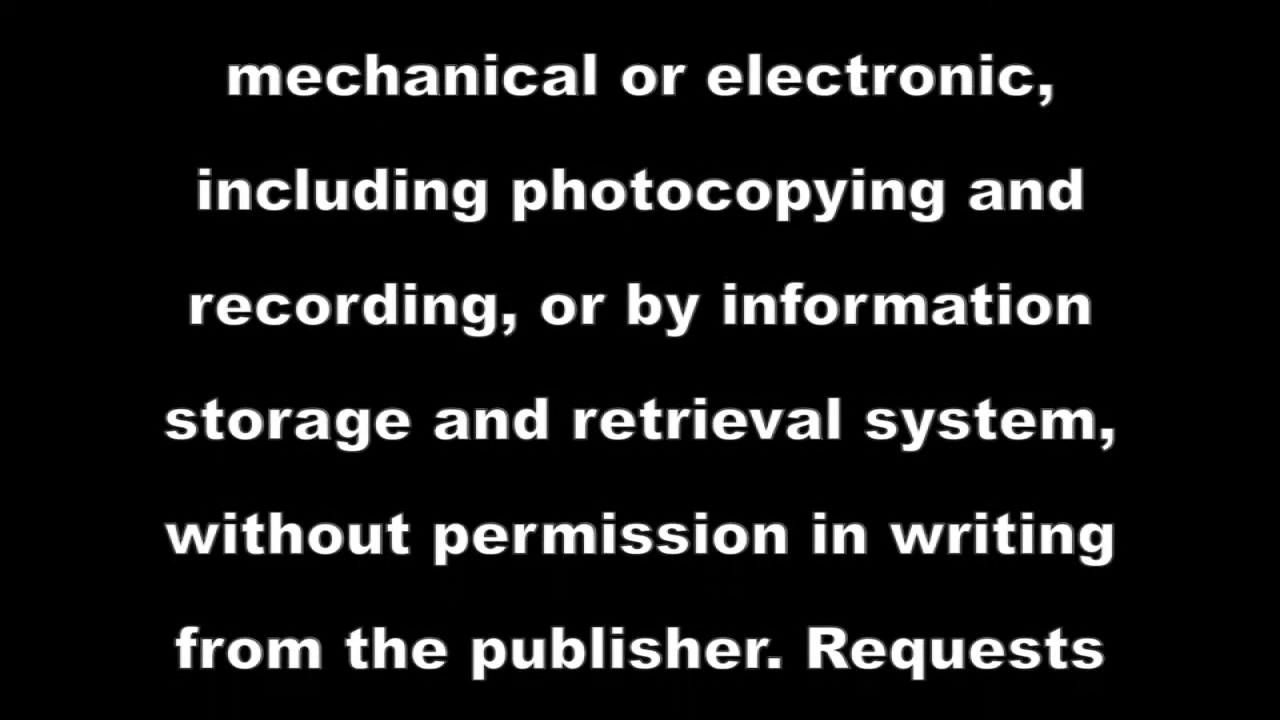 mechanical or electronic,
including photocopying and
recording, or by information
storage and retrieval system,
without permission in writing
from the publisher. Requests